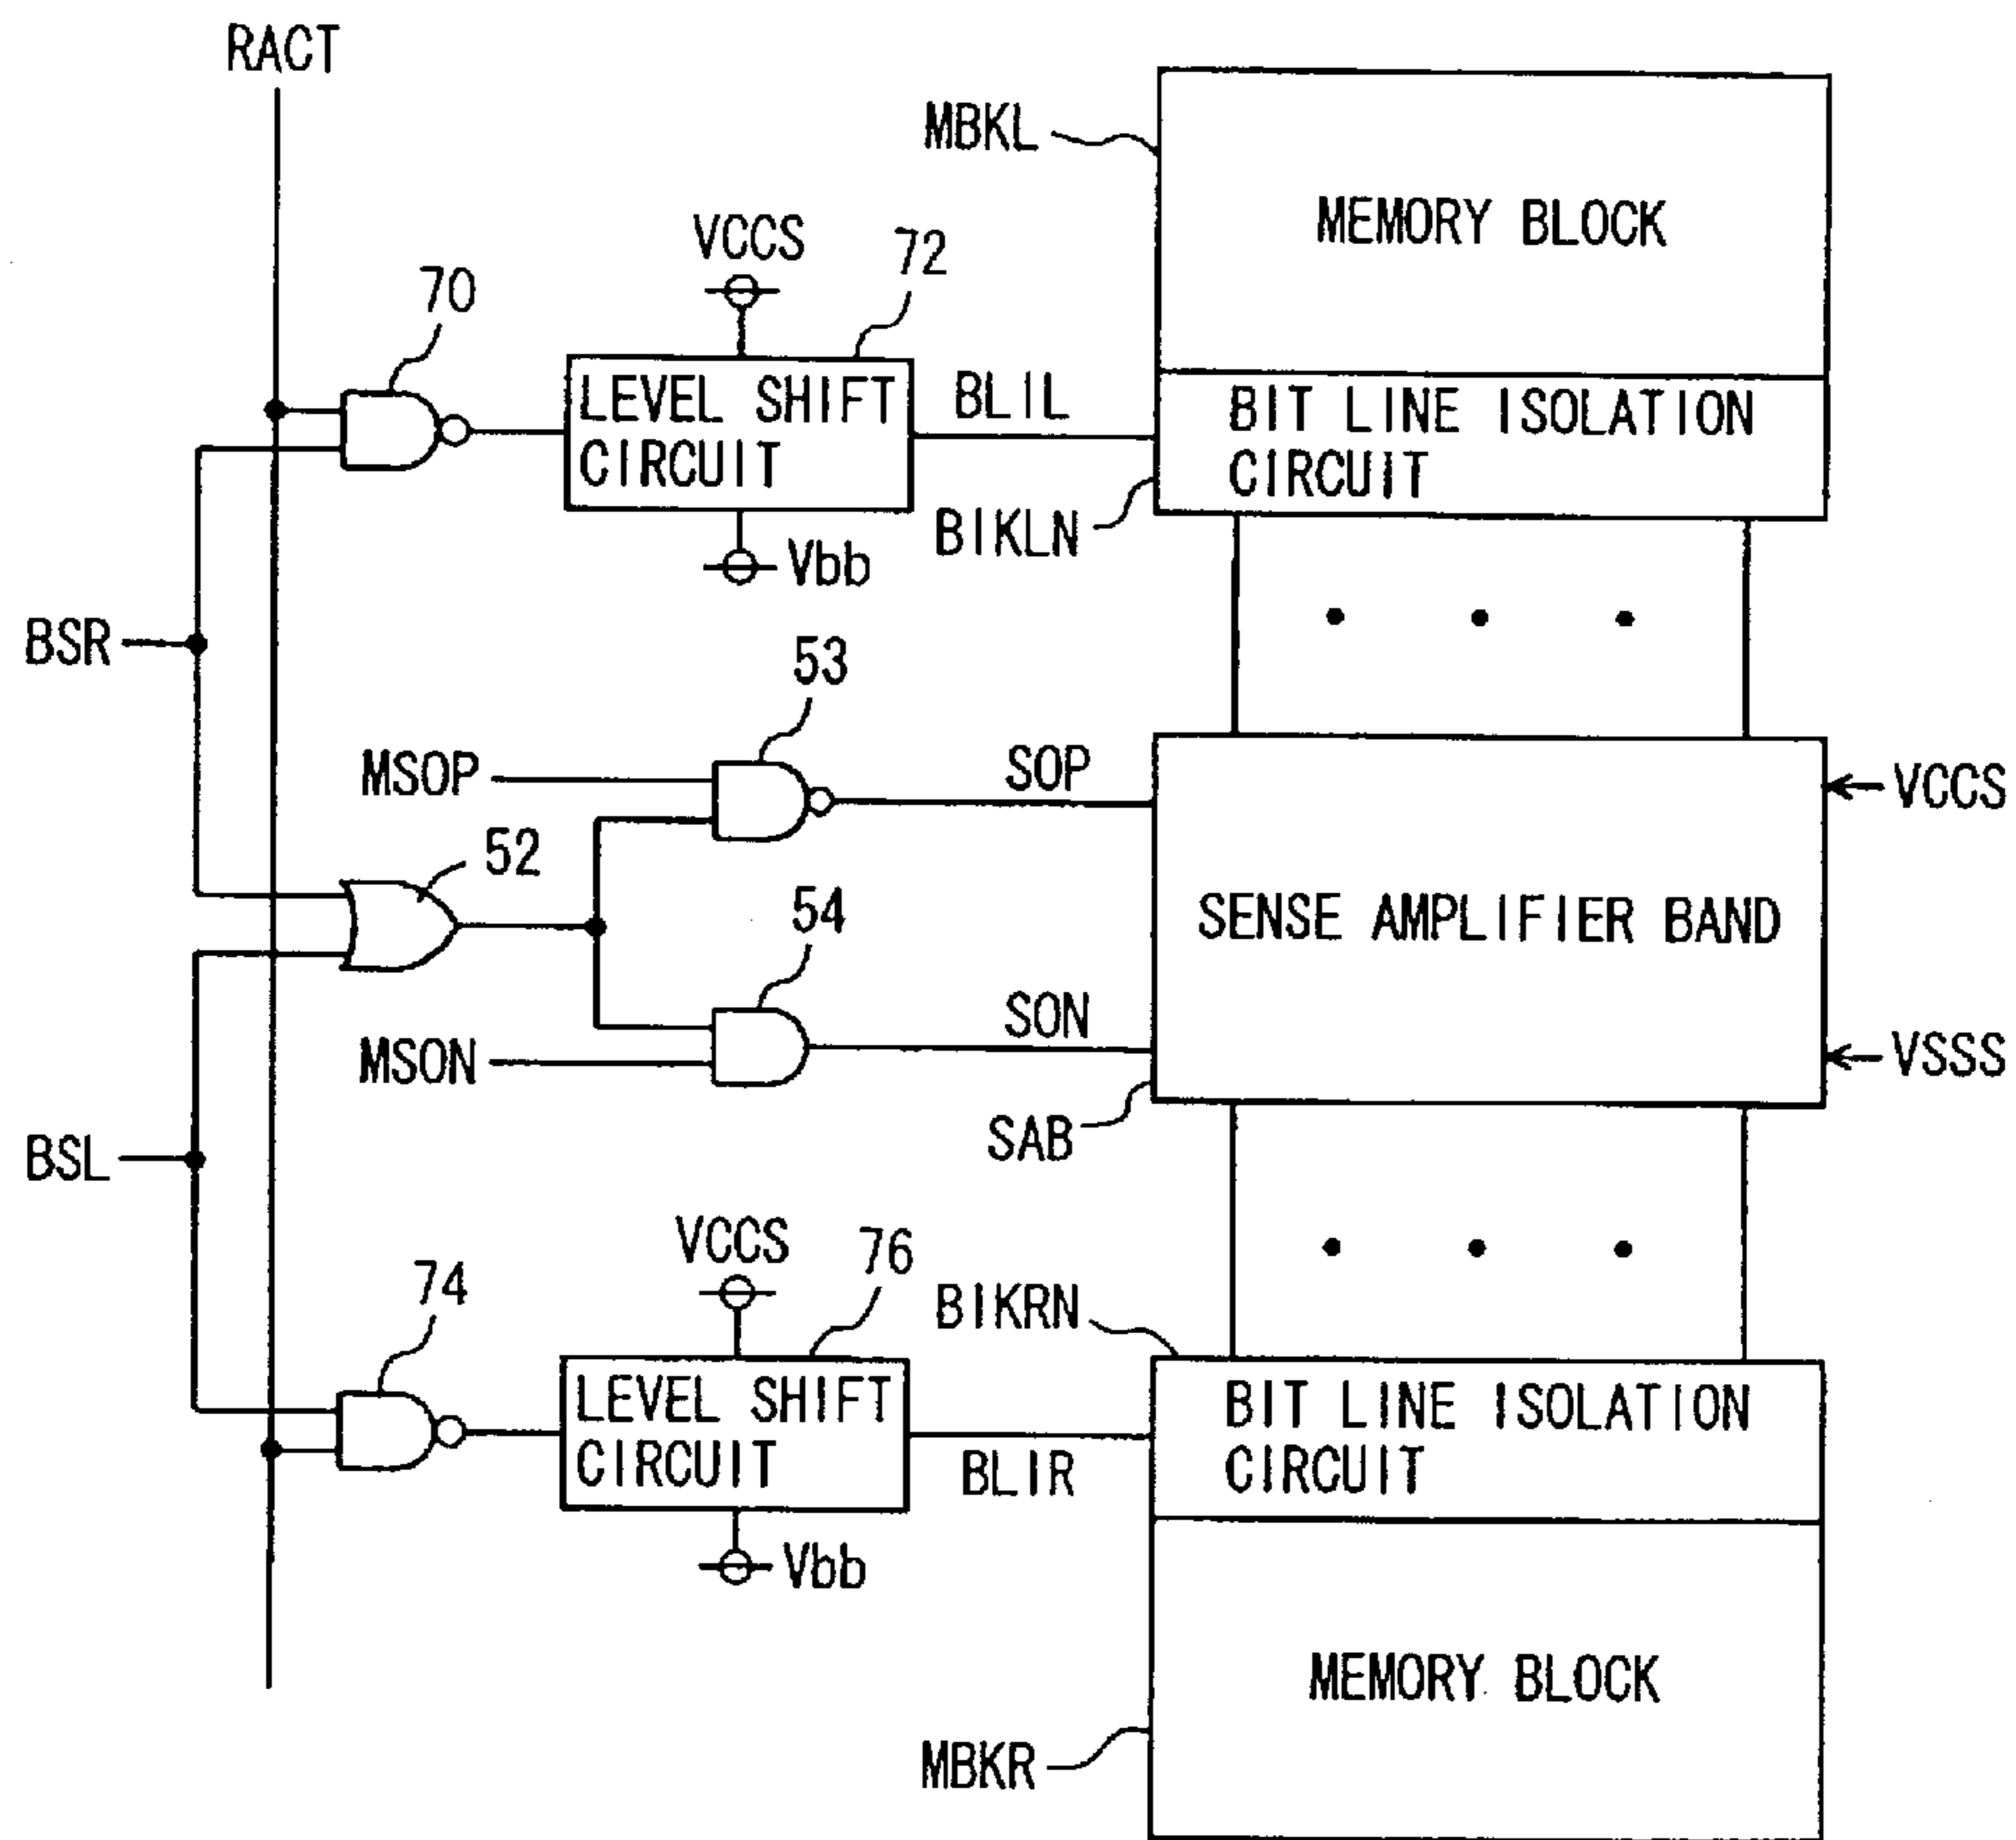 RACT
MBKL
MEMORY BLOCK
VCCS
72
70
LEVEL SHIFT
CIRCUIT
BLIL
BIT LINE ISOLATION
CIRCUIT
BIKLN
Vbb
BSR
53
MSOP
SOP
VCCS
52
54
SENSE AMPLIFIER BAND
MSON
SON
VSSS
SAB
BSL
VCCS
76
74
BIKRN
LEVEL SHIFT
CIRCUIT
BLIR
BIT LINE ISOLATION
CIRCUIT
Vbb
MEMORY BLOCK
MBKR